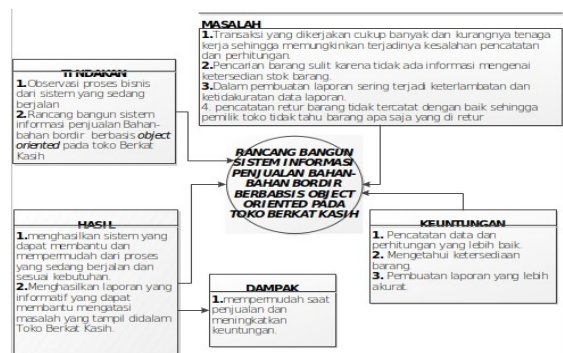 MASALAH
1.Transaksi yang dikerjakan cukup banyak dan kurangnya tenaga
kerja sehingga memungkinkan terjadinya kesalahan pencatatan
dan perhitungan.
2.Pencarian barang sulit karena tidak ada informasi mengenai
ketersedian stok barang.
3.Dalam pembuatan laporan sering terjadi keterlambatan dan
ketidakuratan data laporan.
4. pencatatan retur barang tidak tercatat dengan baik sehingga
pemilik toko tidak tahu barang apa saja yang di retur
TINDAKAN
1.Observasi proses bisnis
dari sistem yang sedang
berjalan
2.Rancang bangun sistem
informasi penjualan Bahan-
bahan bordir berbasis object
oriented pada toko Berkat
Kasih
RANCANG BANGUN
SISTEM INFORMASI
PENJUALAN BAHAN-
BAHAN BORDIR
BERBABSIS OBJECT
ORIENTED PADA
TOKO BERKAT KASIH
HASIL
1.menghasilkan sistem yang
dapat membantu dan
mempermudah dari proses
yang sedang berjalan dan
sesuai kebutuhan.
2.Menghasilkan laporan yang
informatif yang dapat
membantu mengatasi
masalah yang tampil didalam
Toko Berkat Kasih.
DAMPAK
1.mempermudah saat
penjualan dan
meningkatkan
keuntungan.
KEUNTUNGAN
1. Pencatatan data dan
perhitungan yang lebih baik.
2. Mengetahui ketersediaan
barang.
3. Pembuatan laporan yang lebih
akurat.